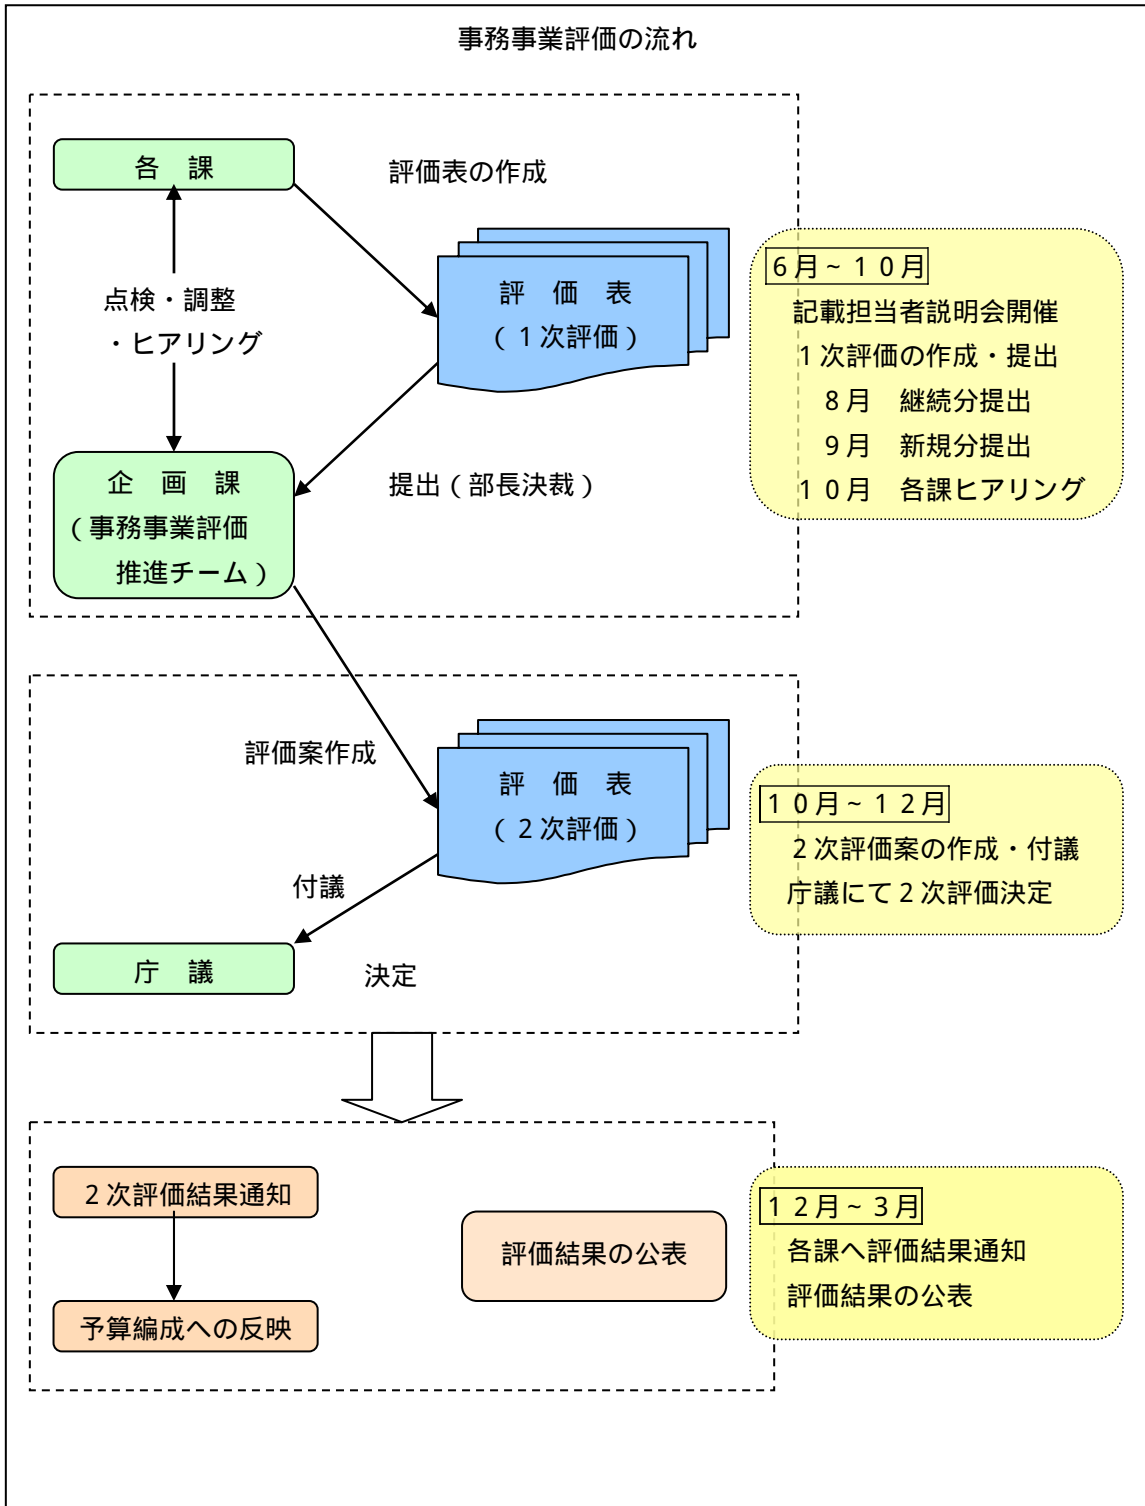 事務事業評価の流れ
各　課
評価表の作成
評　価　表
（１次評価）
点検・調整
・ヒアリング
企　画　課
（事務事業評価
推進チーム）
提出（部長決裁）
６月～１０月
記載担当者説明会開催
１次評価の作成・提出
８月　継続分提出
９月　新規分提出
１０月　各課ヒアリング
評価案作成
評　価　表
（２次評価）
付議
庁　議
決定
１０月～１２月
２次評価案の作成・付議
庁議にて２次評価決定
２次評価結果通知
予算編成への反映
評価結果の公表
１２月～３月
各課へ評価結果通知
評価結果の公表